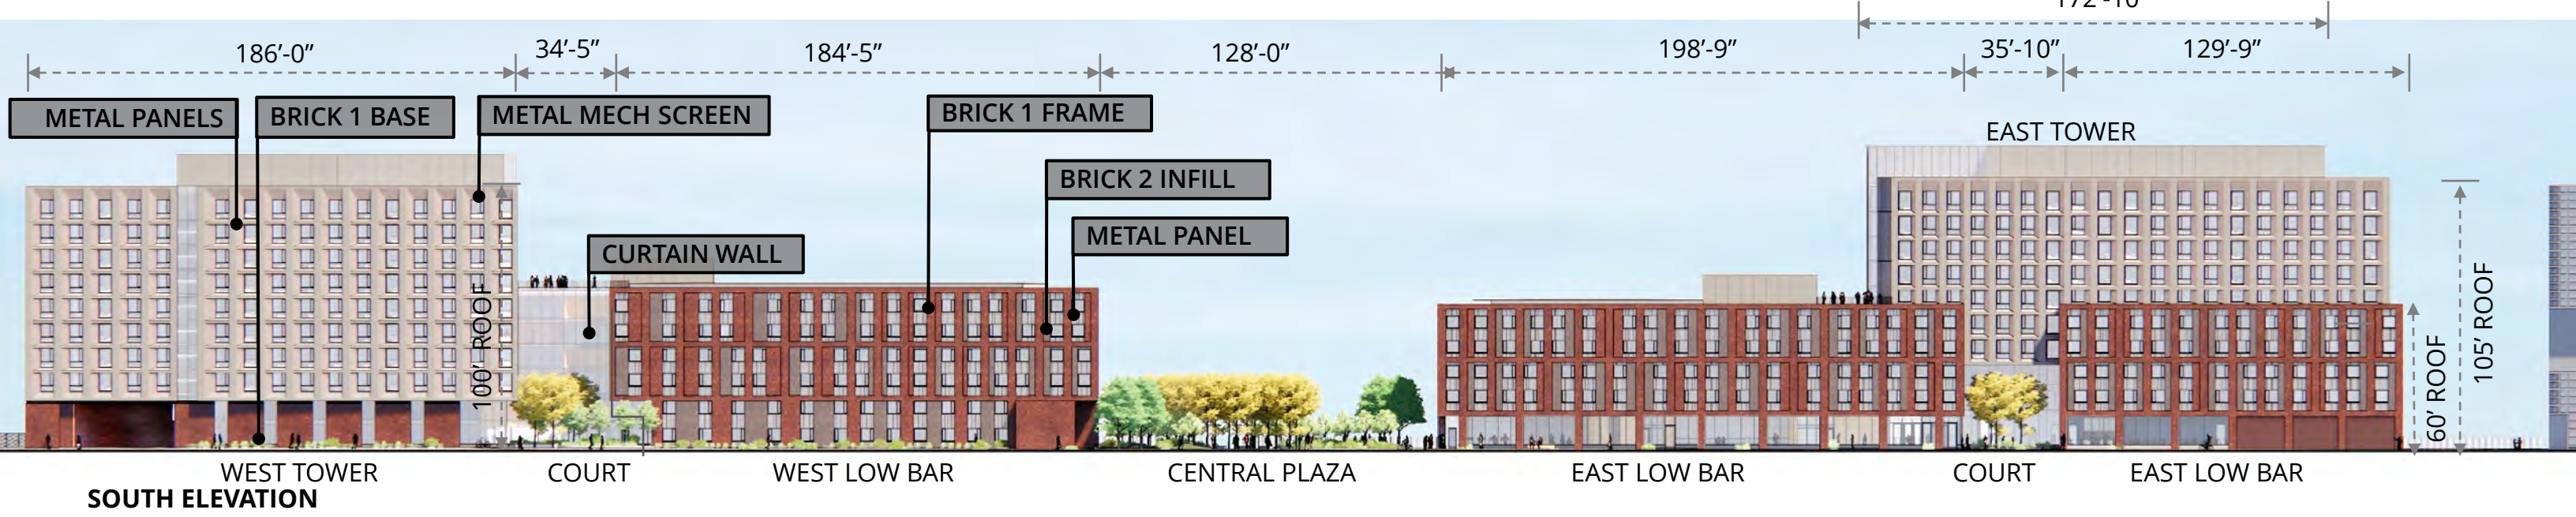 172'-10"
186'-0”
34'-5”
184'-5”
128'-0”
198'-9”
35'-10”
129'-9”
METAL PANELS
BRICK 1 BASE
METAL MECH SCREEN
BRICK 1 FRAME
EAST TOWER
BRICK 2 INFILL
METAL PANEL
CURTAIN WALL
100' ROOF
60' ROOF
105' ROOF
WEST TOWER
COURT
WEST LOW BAR
CENTRAL PLAZA
EAST LOW BAR
COURT
EAST LOW BAR
SOUTH ELEVATION